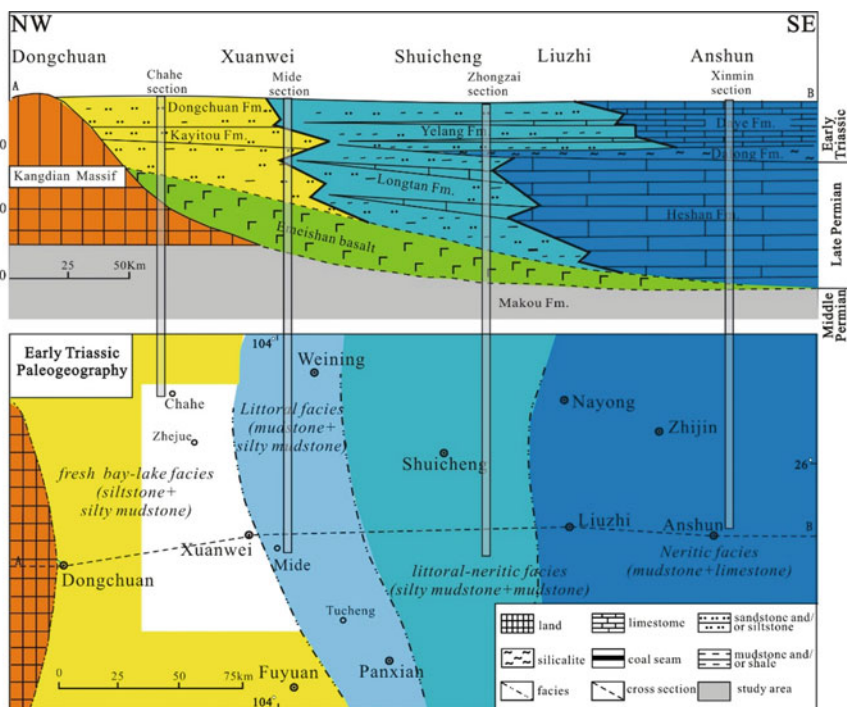 NW
SE
Dongchuan
Xuanwei
Shuicheng
Liuzhi
Anshun
Chahe
section
Mide
section
Zhongzai
section
Xinmin
section
A
B
Dongchuan Fm.
Kayitou Fm.
Yelang Fm.
Daye Fm.
Dalong Fm.
Kangdian Massif
Longtan Fm.
Heshan Fm.
Emeishan basalt
Makou Fm.
0
0
0
25
50Km
Early
Triassic
Late Permian
Middle
Permian
Early Triassic
Paleogeography
104°
Weining
Chahe
Zhejue
Littoral facies
(mudstone+
silty mudstone)
Nayong
Zhijin
Shuicheng
26°
fresh bay-lake facies
(siltstone+
silty mudstone)
Xuanwei
Liuzhi
Anshun
B
A
Dongchuan
Mide
littoral-neritic facies
(silty mudstone+mudstone)
Neritic facies
(mudstone+limestone)
Tucheng
Panxian
Fuyuan
0
25
50
75km
104°
land
limestome
sandstone and/
or siltstone
silicalite
coal seam
mudstone and/
or shale
facies
cross section
study area